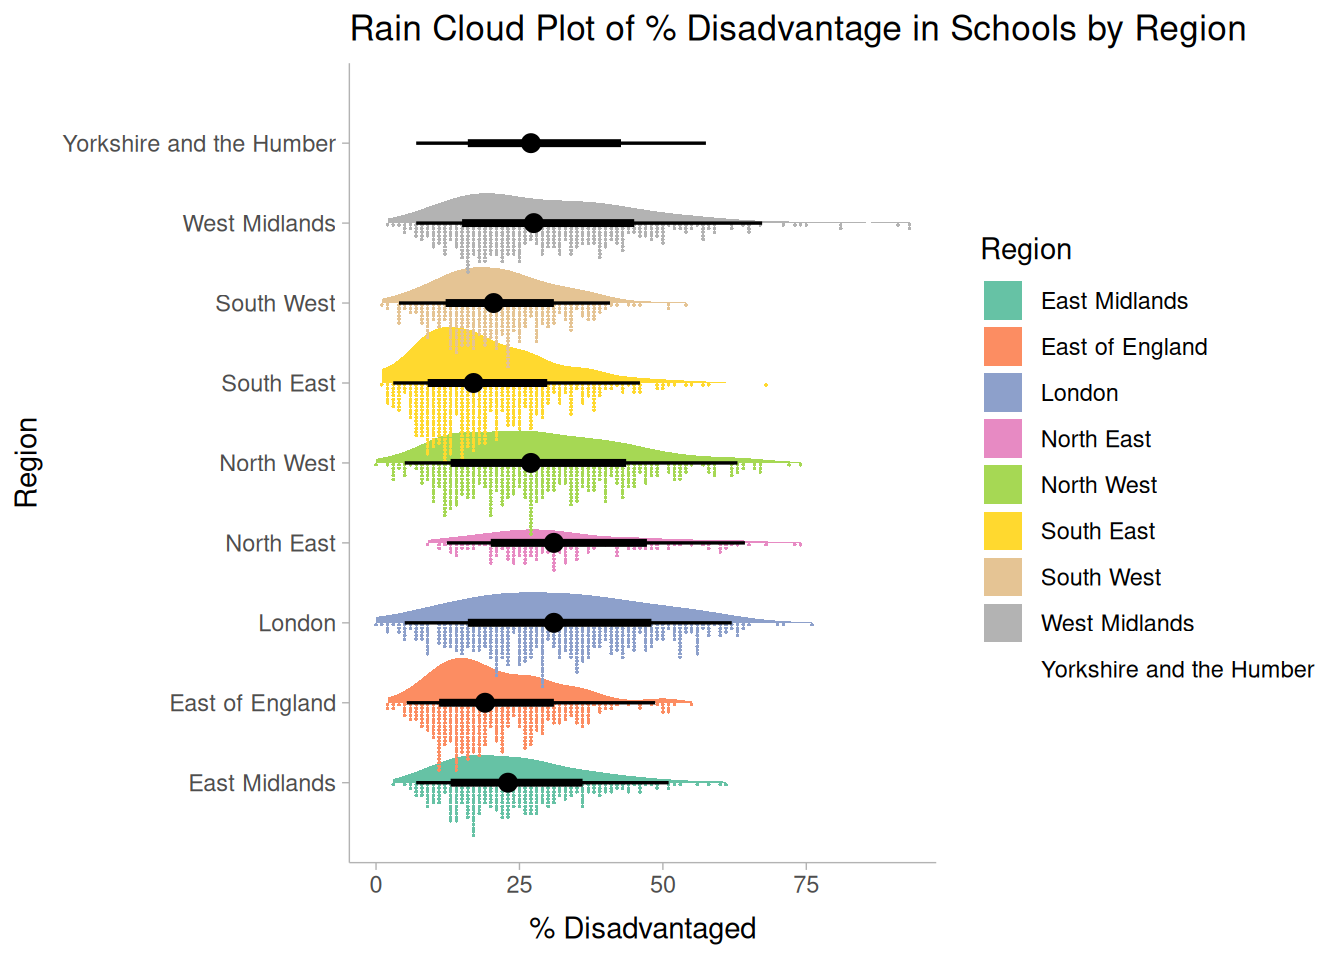 Rain Cloud Plot of % Disadvantage in Schools by Region
Region
Yorkshire and the Humber
West Midlands
South West
South East
North West
North East
London
East of England
East Midlands
0 25 50 75
% Disadvantaged
Region
East Midlands
East of England
London
North East
North West
South East
South West
West Midlands
Yorkshire and the Humber